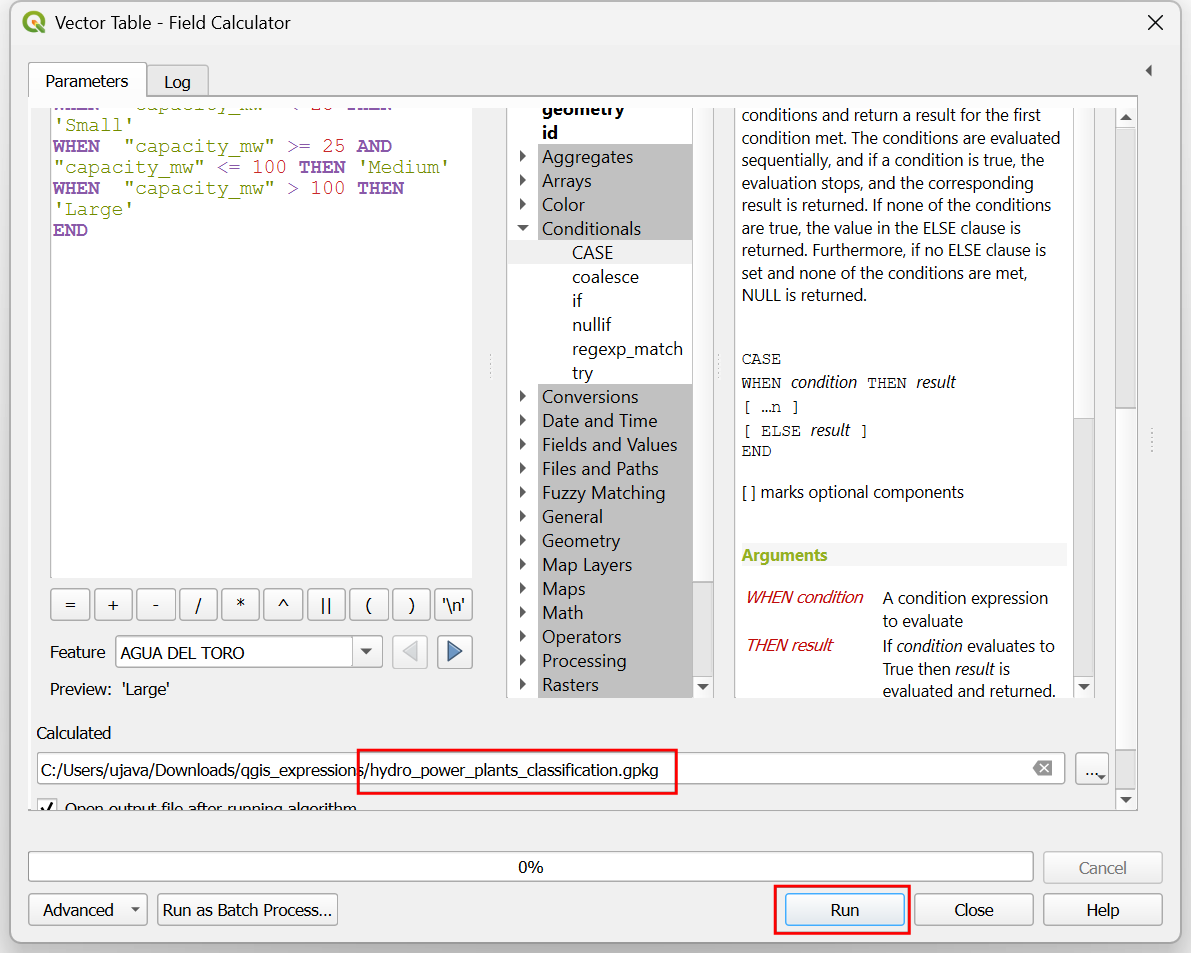 Vector Table - Field Calculator
Parameters
Log
'Small'
WHEN  "capacity_mw" >= 25 AND
"capacity_mw" <= 100 THEN 'Medium'
WHEN  "capacity_mw" > 100 THEN
'Large'
END
geometry
id
Aggregates
Arrays
Color
Conditionals
CASE
coalesce
if
nullif
regexp_match
try
Conversions
Date and Time
Fields and Values
Files and Paths
Fuzzy Matching
General
Geometry
Map Layers
Maps
Math
Operators
Processing
Rasters
conditions and return a result for the first
condition met. The conditions are evaluated
sequentially, and if a condition is true, the
evaluation stops, and the corresponding
result is returned. If none of the conditions
are true, the value in the ELSE clause is
returned. Furthermore, if no ELSE clause is
set and none of the conditions are met,
NULL is returned.
CASE
WHEN condition THEN result
[ …n ]
[ ELSE result ]
END
[ ] marks optional components
Arguments
WHEN condition A condition expression
to evaluate
THEN result If condition evaluates to
True then result is
evaluated and returned.
= + - / * ^ || ( ) '\n'
Feature AGUA DEL TORO
Preview: 'Large'
Calculated
C:/Users/ujava/Downloads/qgis_expressions/hydro_power_plants_classification.gpkg
...
Open output file after running algorithm
0%
Cancel
Advanced
Run as Batch Process...
Run
Close
Help